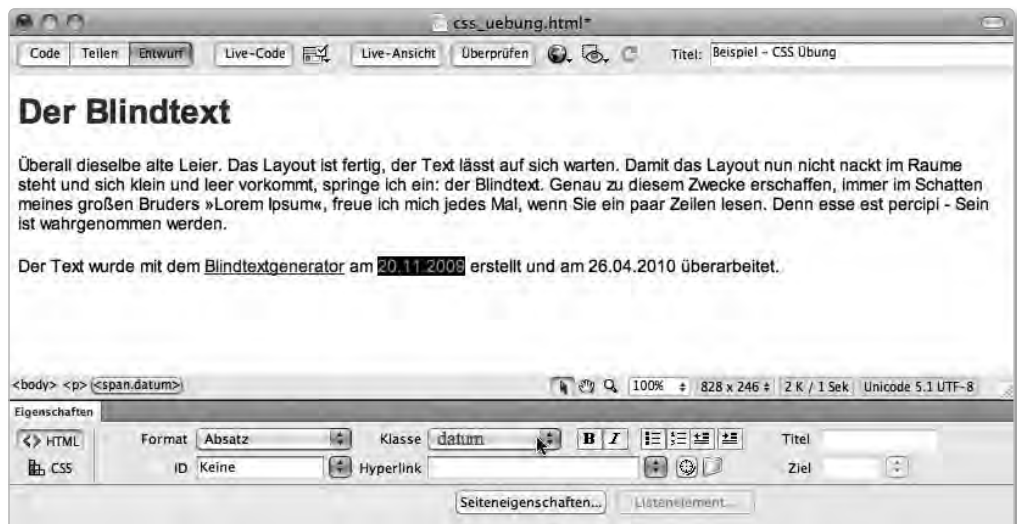 css_uebung.html*
Code Teilen Entwurf Live-Code Live-Ansicht Überprüfen Titel: Beispiel - CSS Übung
Der Blindtext
Überall dieselbe alte Leier. Das Layout ist fertig, der Text lässt auf sich warten. Damit das Layout nun nicht nackt im Raume
steht und sich klein und leer vorkommt, springe ich ein: der Blindtext. Genau zu diesem Zwecke erschaffen, immer im Schatten
meines großen Bruders »Lorem Ipsum«, freue ich mich jedes Mal, wenn Sie ein paar Zeilen lesen. Denn esse est percipi - Sein
ist wahrgenommen werden.
Der Text wurde mit dem Blindtextgenerator am 20.11.2009 erstellt und am 26.04.2010 überarbeitet.
<body> <p> <span.datum> 100% 828 x 246 2 K / 1 Sek Unicode 5.1 UTF-8
Eigenschaften
<> HTML Format Absatz Klasse datum B I Titel
CSS ID Keine Hyperlink Ziel
Seiteneigenschaften... Listenelement...